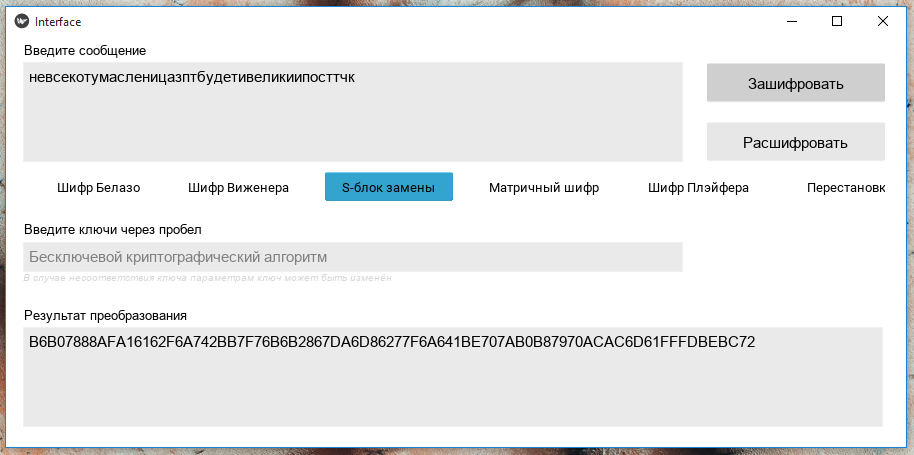 Interface
Введите сообщение
невсекотумасленицазптбудетивеликиипосттчк
Зашифровать
Расшифровать
Шифр Белазо Шифр Виженера S-блок замены Матричный шифр Шифр Плэйфера Перестановк
Введите ключи через пробел
Бесключевой криптографический алгоритм
В случае несоответствия ключа параметрам ключ может быть изменён
Результат преобразования
B6B07888AFA16162F6A742BB7F76B6B2867DA6D86277F6A641BE707AB0B87970ACAC6D61FFFDBEBC72